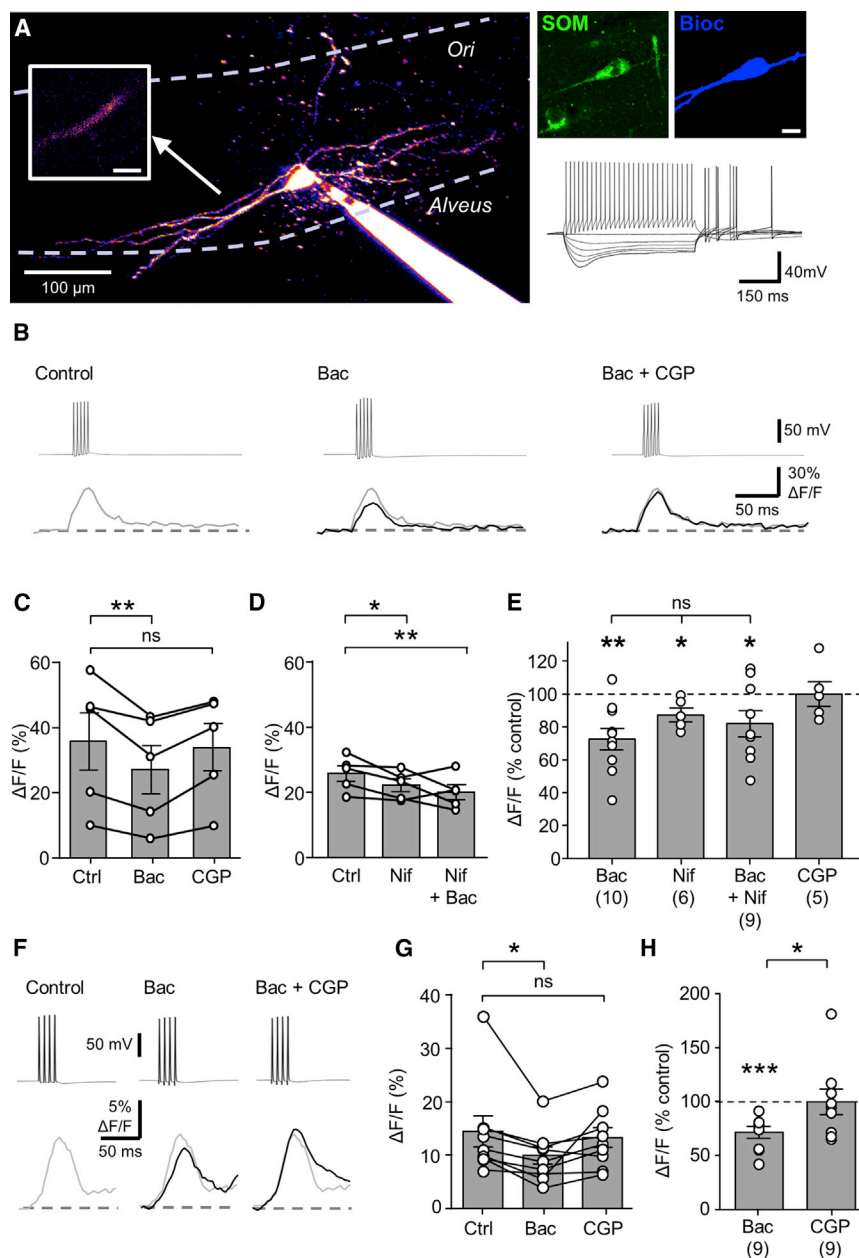 A
Ori
Alveus
100 µm
SOM
Bioc
40mV
150 ms
B
Control
Bac
Bac + CGP
50 mV
30%
ΔF/F
50 ms
C
**
ns
ΔF/F (%)
60
40
20
0
Ctrl
Bac
CGP
D
*
**
60
40
20
0
Ctrl
Nif
Nif
+ Bac
E
ns
**
*
*
ΔF/F (% control)
120
100
80
60
40
20
0
Bac
(10)
Nif
(6)
Bac
+ Nif
(9)
CGP
(5)
F
Control
Bac
Bac + CGP
50 mV
5%
ΔF/F
50 ms
G
*
ns
ΔF/F (%)
40
30
20
10
0
Ctrl
Bac
CGP
H
*
***
ΔF/F (% control)
200
150
100
50
0
Bac
(9)
CGP
(9)